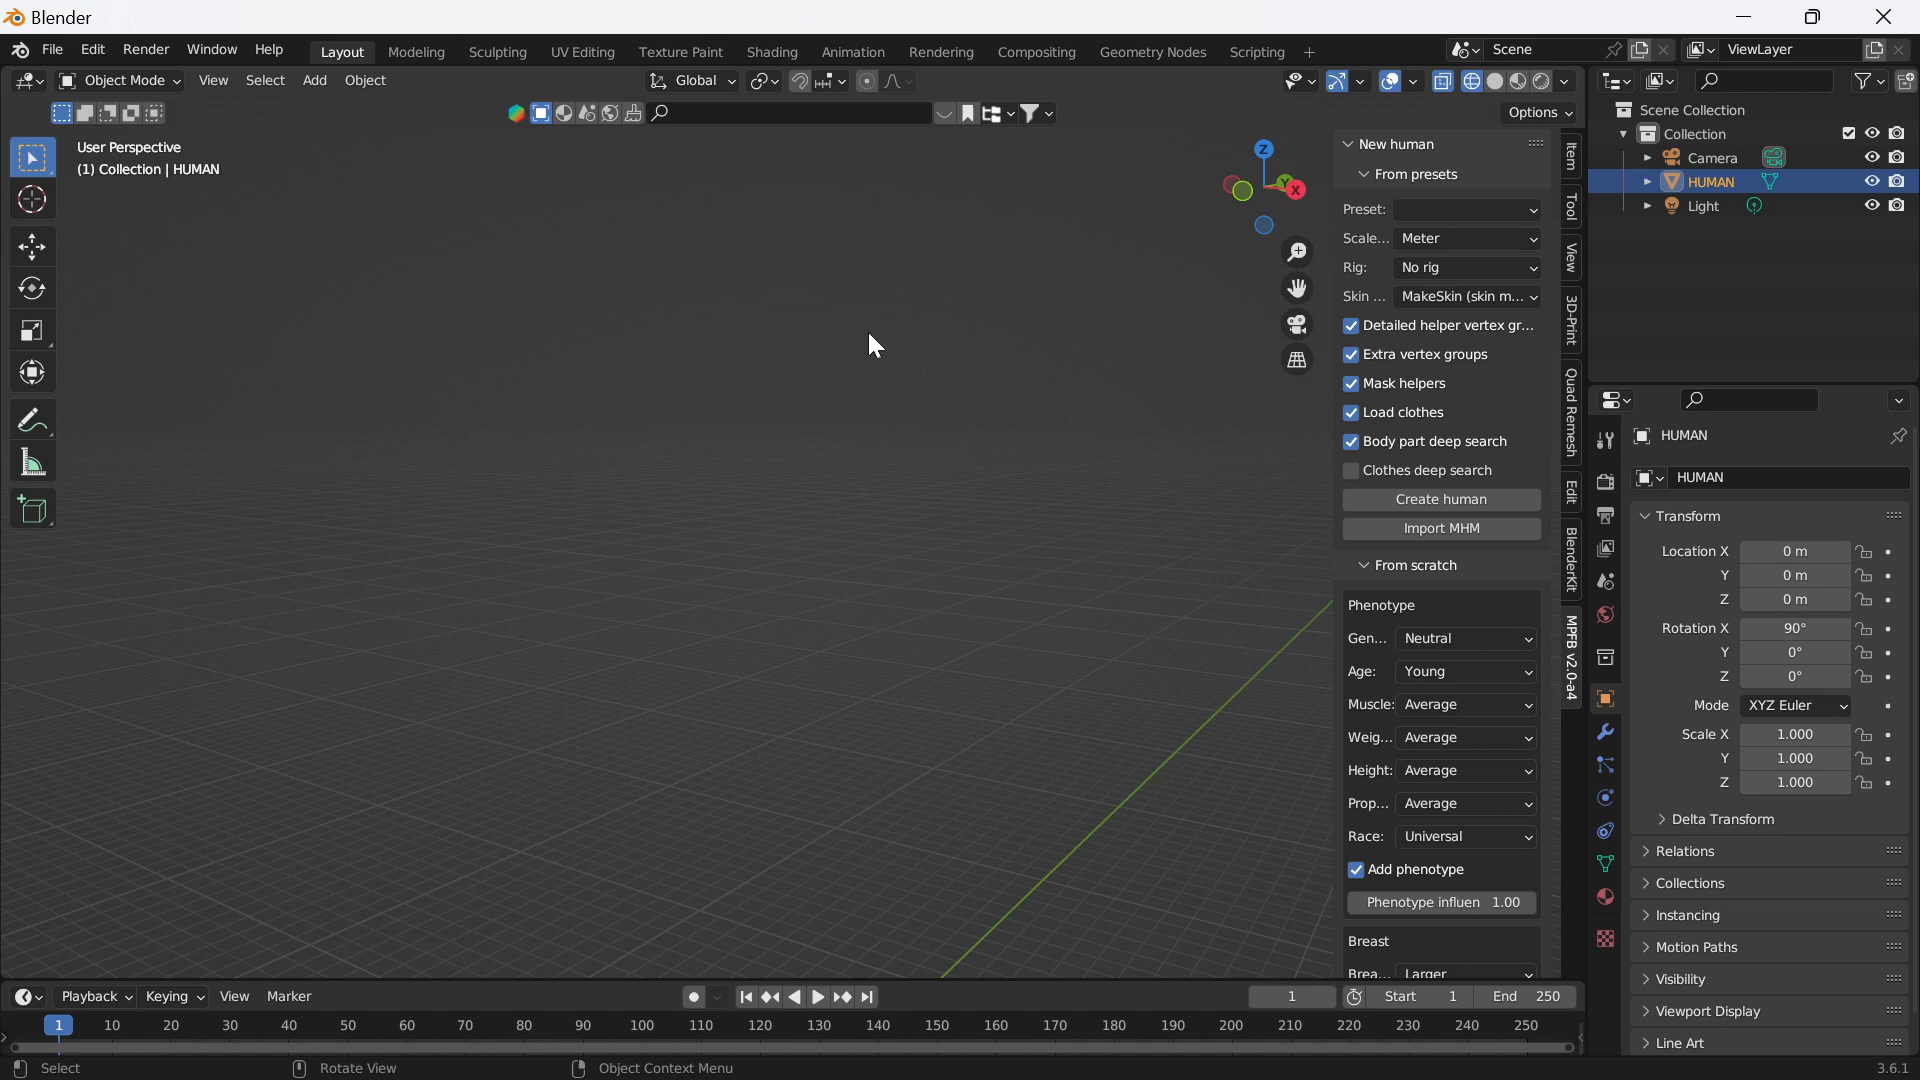 Blender
File Edit Render Window Help Layout Modeling Sculpting UV Editing Texture Paint Shading Animation Rendering Compositing Geometry Nodes Scripting + Scene ViewLayer
Object Mode View Select Add Object Global
Options
User Perspective
(1) Collection | HUMAN
Z
Y
X
New human
From presets
Preset:
Scale... Meter
Rig: No rig
Skin ... MakeSkin (skin m...
Detailed helper vertex gr...
Extra vertex groups
Mask helpers
Load clothes
Body part deep search
Clothes deep search
Create human
Import MHM
From scratch
Phenotype
Gen... Neutral
Age: Young
Muscle: Average
Weig... Average
Height: Average
Prop... Average
Race: Universal
Add phenotype
Phenotype influen 1.00
Breast
Brea... Larger
Item
Tool
View
3D-Print
Quad Remesh
Edit
BlenderKit
MPFB v2.0-a4
Scene Collection
Collection
Camera
HUMAN
Light
HUMAN
HUMAN
Transform
Location X 0 m
Y 0 m
Z 0 m
Rotation X 90°
Y 0°
Z 0°
Mode XYZ Euler
Scale X 1.000
Y 1.000
Z 1.000
Delta Transform
Relations
Collections
Instancing
Motion Paths
Visibility
Viewport Display
Line Art
Playback Keying View Marker 1 Start 1 End 250
1 10 20 30 40 50 60 70 80 90 100 110 120 130 140 150 160 170 180 190 200 210 220 230 240 250
Select Rotate View Object Context Menu 3.6.1